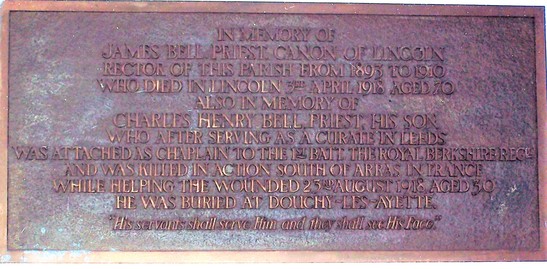 IN MEMORY OF
JAMES BELL, PRIEST, CANON OF LINCOLN
RECTOR OF THIS PARISH FROM 1893 TO 1910
WHO DIED IN LINCOLN 3RD APRIL 1918 AGED 70
ALSO IN MEMORY OF
CHARLES HENRY BELL, PRIEST, HIS SON,
WHO AFTER SERVING AS A CURATE IN LEEDS
WAS ATTACHED AS CHAPLAIN TO THE 1ST BATT. THE ROYAL BERKSHIRE REGT.
AND WAS KILLED IN ACTION SOUTH OF ARRAS IN FRANCE
WHILE HELPING THE WOUNDED 23RD AUGUST 1918, AGED 30
HE WAS BURIED AT DOUCHY-LES-AYETTE.
"His servants shall serve Him and they shall see His Face."